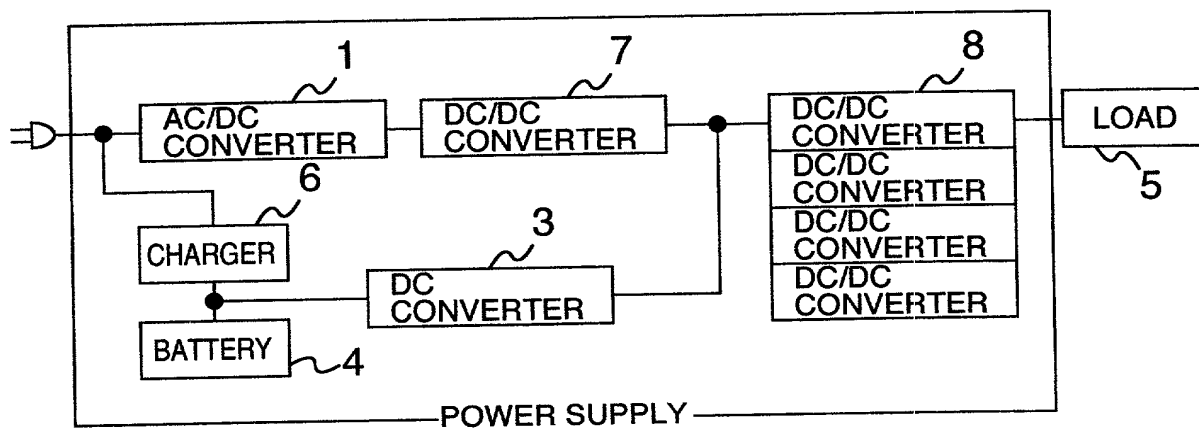 1
7
8
AC/DC
CONVERTER
DC/DC
CONVERTER
DC/DC
CONVERTER
LOAD
5
6
DC/DC
CONVERTER
CHARGER
3
DC/DC
CONVERTER
DC
CONVERTER
DC/DC
CONVERTER
BATTERY
4
POWER SUPPLY